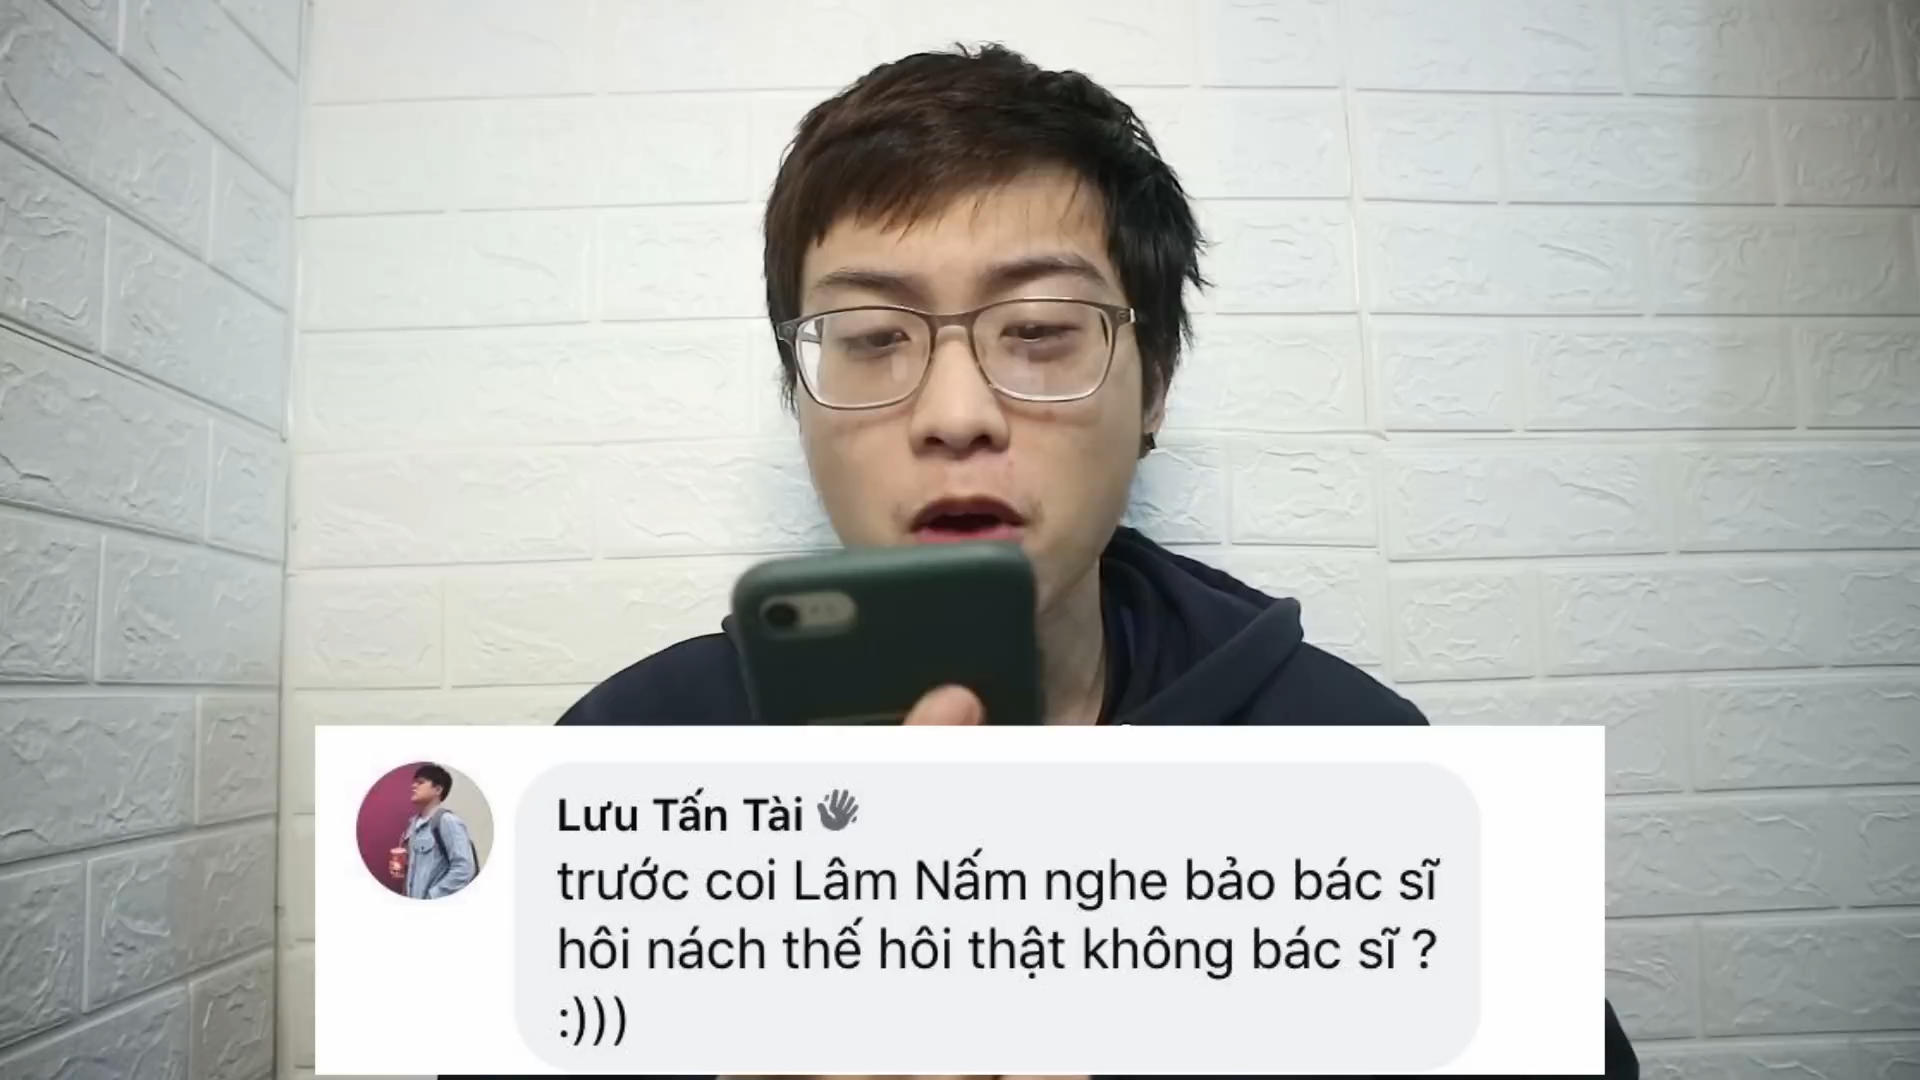 Lưu Tấn Tài
trước coi Lâm Nấm nghe bảo bác sĩ
hôi nách thế hôi thật không bác sĩ ?
:)))